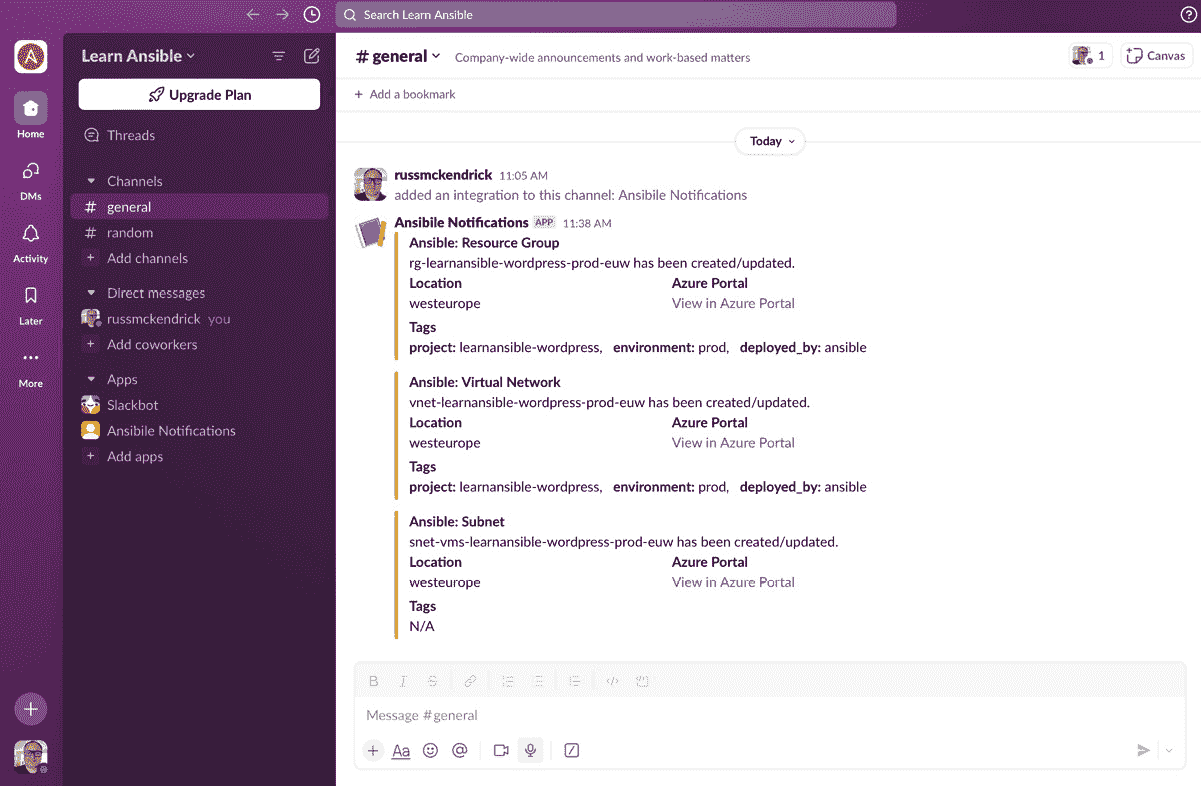 Search Learn Ansible
Learn Ansible
Upgrade Plan
Home
DMs
Activity
Later
More
Threads
Channels
# general
# random
+ Add channels
Direct messages
russmckendrick you
+ Add coworkers
Apps
Slackbot
Ansibile Notifications
+ Add apps
# general Company-wide announcements and work-based matters
1
Canvas
+ Add a bookmark
Today
russmckendrick 11:05 AM
added an integration to this channel: Ansibile Notifications
Ansibile Notifications APP 11:38 AM
Ansible: Resource Group
rg-learnansible-wordpress-prod-euw has been created/updated.
Location Azure Portal
westeurope View in Azure Portal
Tags
project: learnansible-wordpress, environment: prod, deployed_by: ansible
Ansible: Virtual Network
vnet-learnansible-wordpress-prod-euw has been created/updated.
Location Azure Portal
westeurope View in Azure Portal
Tags
project: learnansible-wordpress, environment: prod, deployed_by: ansible
Ansible: Subnet
snet-vms-learnansible-wordpress-prod-euw has been created/updated.
Location Azure Portal
westeurope View in Azure Portal
Tags
N/A
B I S
Message #general
+ Aa @